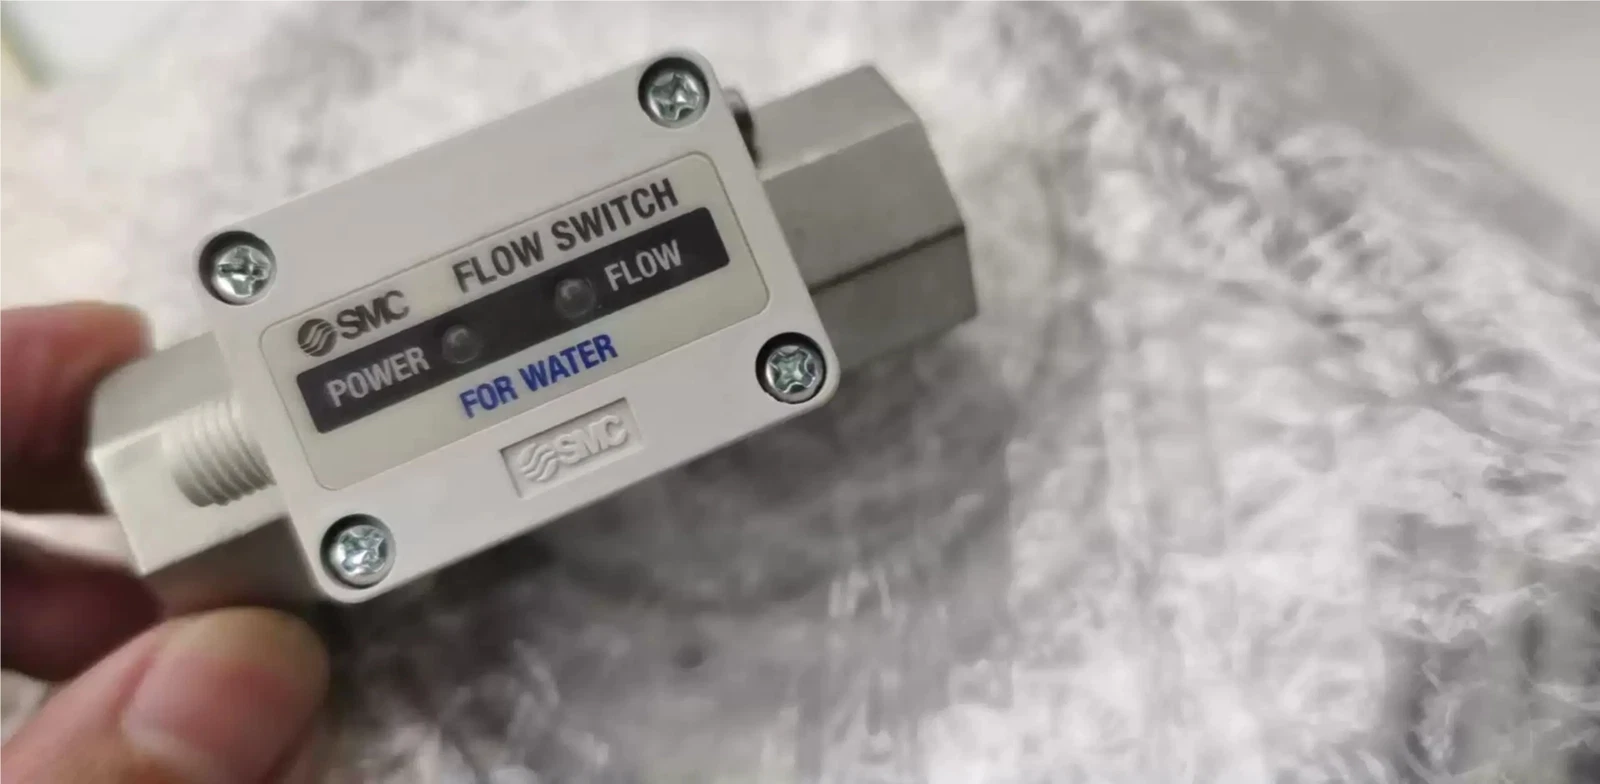 FLOW SWITCH
SMC
POWER
FLOW
FOR WATER
SMC